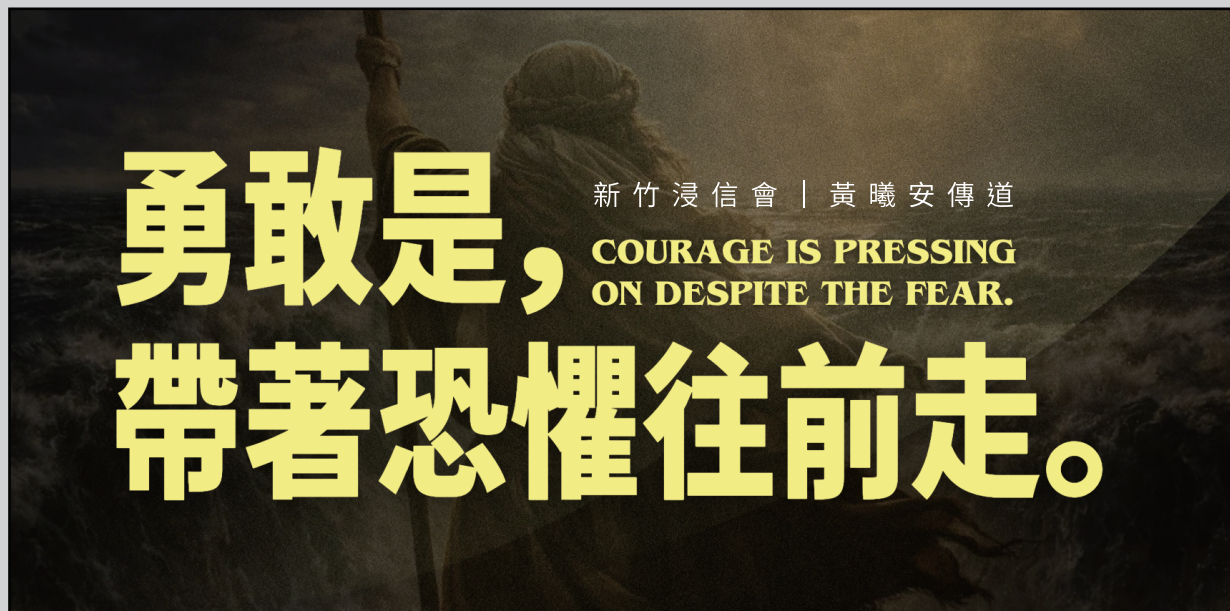 勇敢是,
新竹浸信會｜黃曦安傳道
COURAGE IS PRESSING
ON DESPITE THE FEAR.
帶著恐懼往前走。